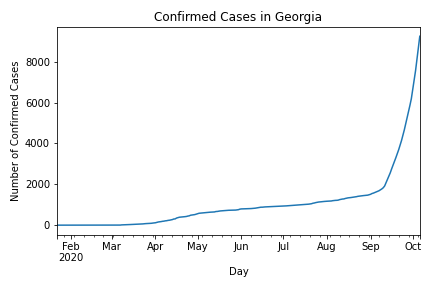 Confirmed Cases in Georgia
Number of Confirmed Cases
8000
6000
4000
2000
0
Feb Mar Apr May Jun Jul Aug Sep Oct
2020
Day